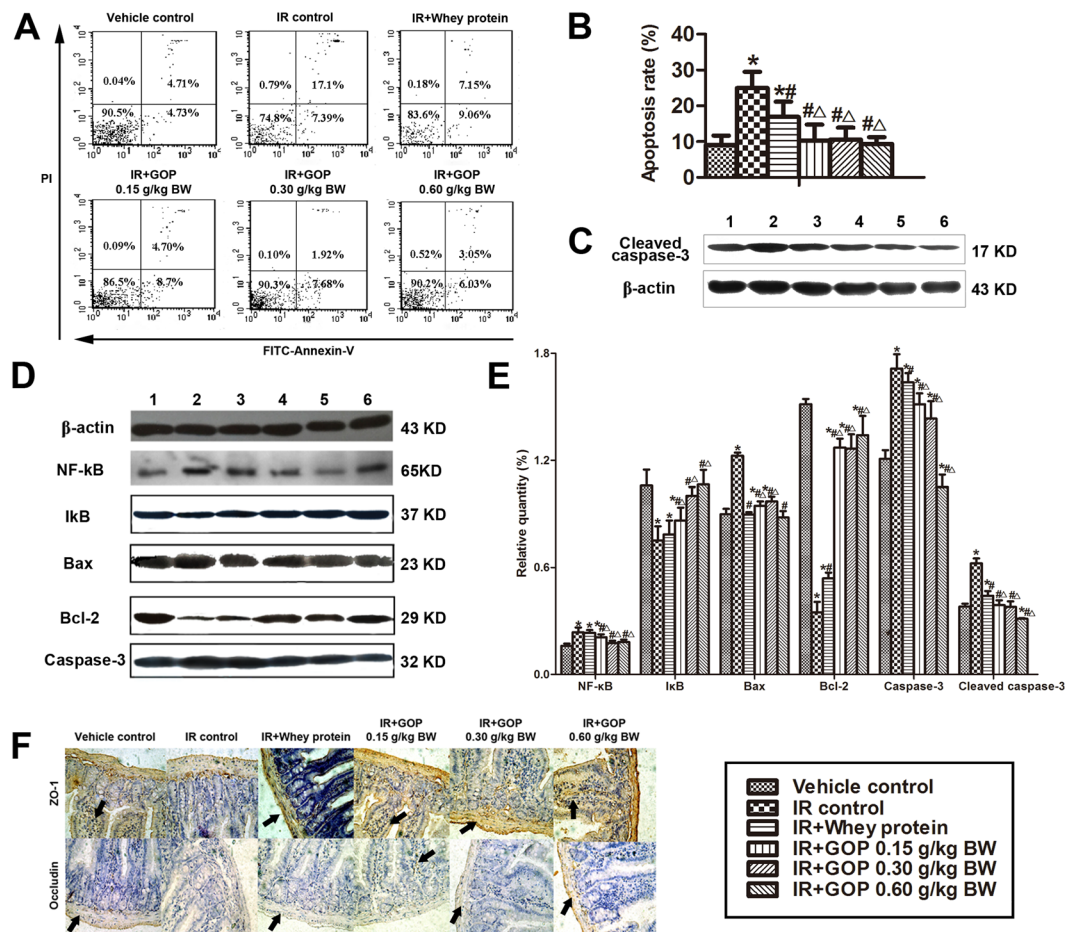 A
Vehicle control
IR control
IR+Whey protein
0.04% 4.71%
90.5% 4.73%
0.79% 17.1%
74.8% 7.39%
0.18% 7.15%
83.6% 9.06%
IR+GOP
0.15 g/kg BW
IR+GOP
0.30 g/kg BW
IR+GOP
0.60 g/kg BW
0.09% 4.70%
86.5% 8.7%
0.10% 1.92%
90.3% 7.68%
0.52% 3.05%
90.2% 6.03%
PI
FITC-Annexin-V
B
Apoptosis rate (%)
40
30
20
10
0
*
*#
#△
#△
#△
C
1 2 3 4 5 6
Cleaved
caspase-3
17 KD
β-actin
43 KD
D
1 2 3 4 5 6
β-actin
43 KD
NF-kB
65KD
IkB
37 KD
Bax
23 KD
Bcl-2
29 KD
Caspase-3
32 KD
E
Relative quantity (%)
1.8
1.2
0.6
0.0
NF-κB
IκB
Bax
Bcl-2
Caspase-3
Cleaved caspase-3
F
Vehicle control
IR control
IR+Whey protein
IR+GOP
0.15 g/kg BW
IR+GOP
0.30 g/kg BW
IR+GOP
0.60 g/kg BW
ZO-1
Occludin
Vehicle control
IR control
IR+Whey protein
IR+GOP 0.15 g/kg BW
IR+GOP 0.30 g/kg BW
IR+GOP 0.60 g/kg BW